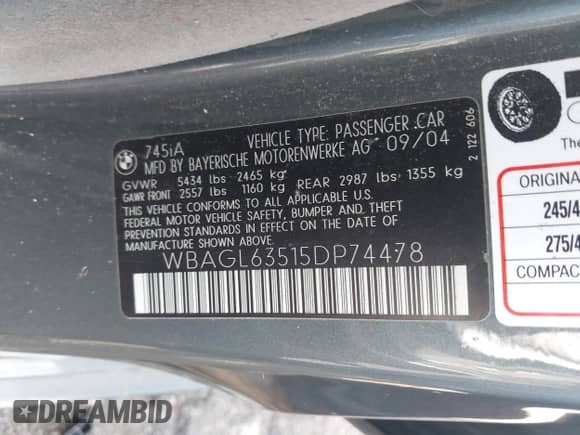 745iA
VEHICLE TYPE: PASSENGER CAR
MFD BY BAYERISCHE MOTORENWERKE AG 09/04
GVWR 5434 lbs 2465 kg*
GAWR FRONT 2557 lbs 1160 kg* REAR 2987 lbs* 1355 kg
THIS VEHICLE CONFORMS TO ALL APPLICABLE U.S.
FEDERAL MOTOR VEHICLE SAFETY, BUMPER AND THEFT
PREVENTION STANDARDS IN EFFECT ON THE DATE OF
MANUFACTURE SHOWN ABOVE.
WBAGL63515DP74478
2 122 606
The
ORIGINA
245/4
275/4
COMPAC
DREAMBID